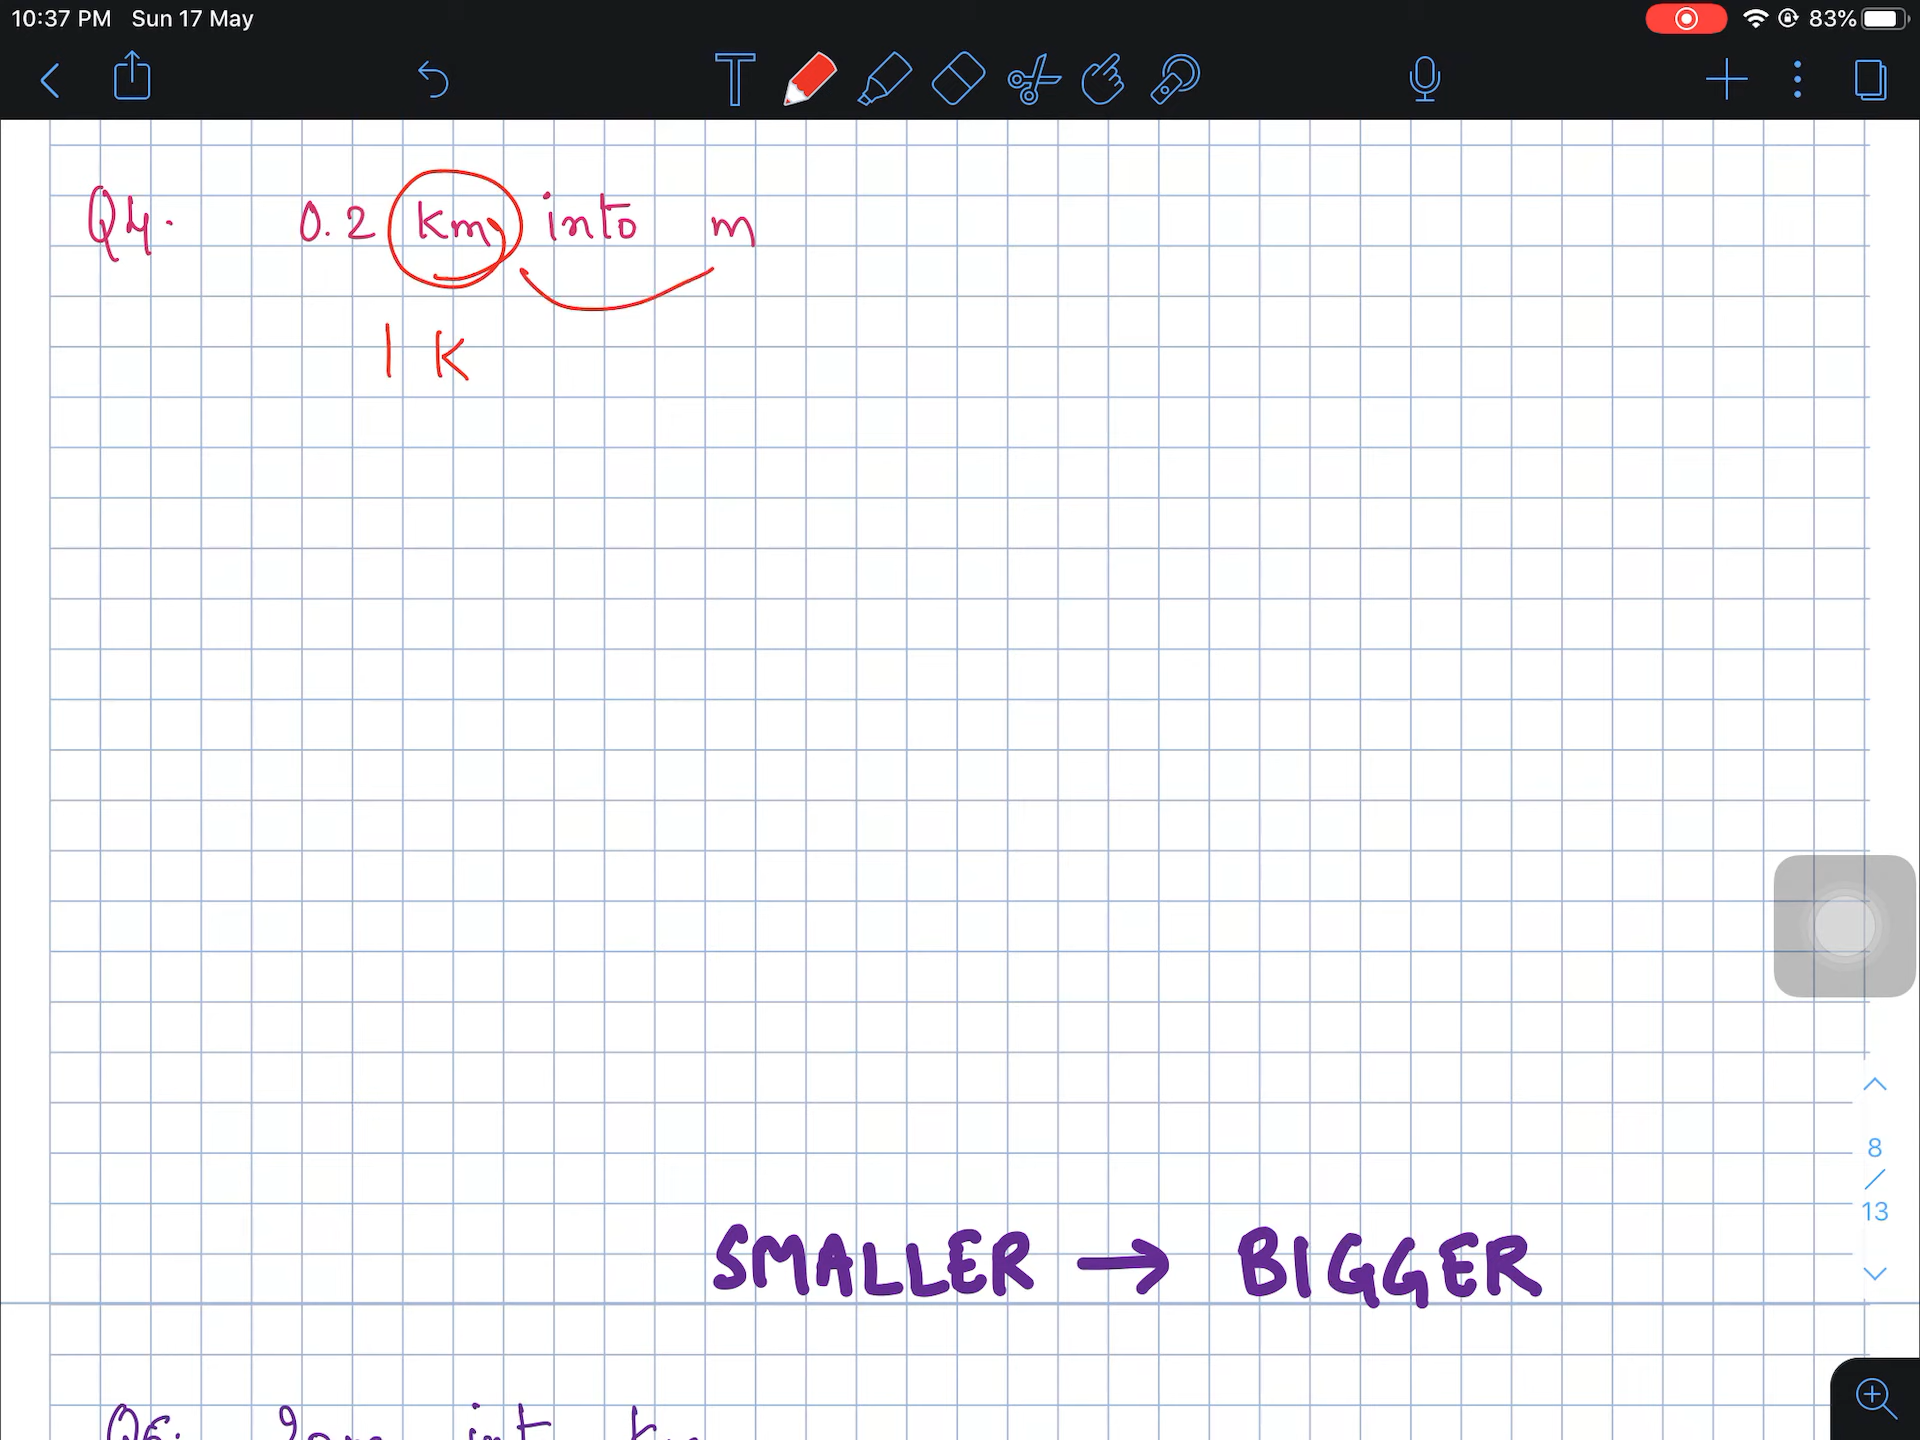 10:37 PM Sun 17 May 83%
Q4. 0.2 km into m
1 K
8
/
13
SMALLER → BIGGER